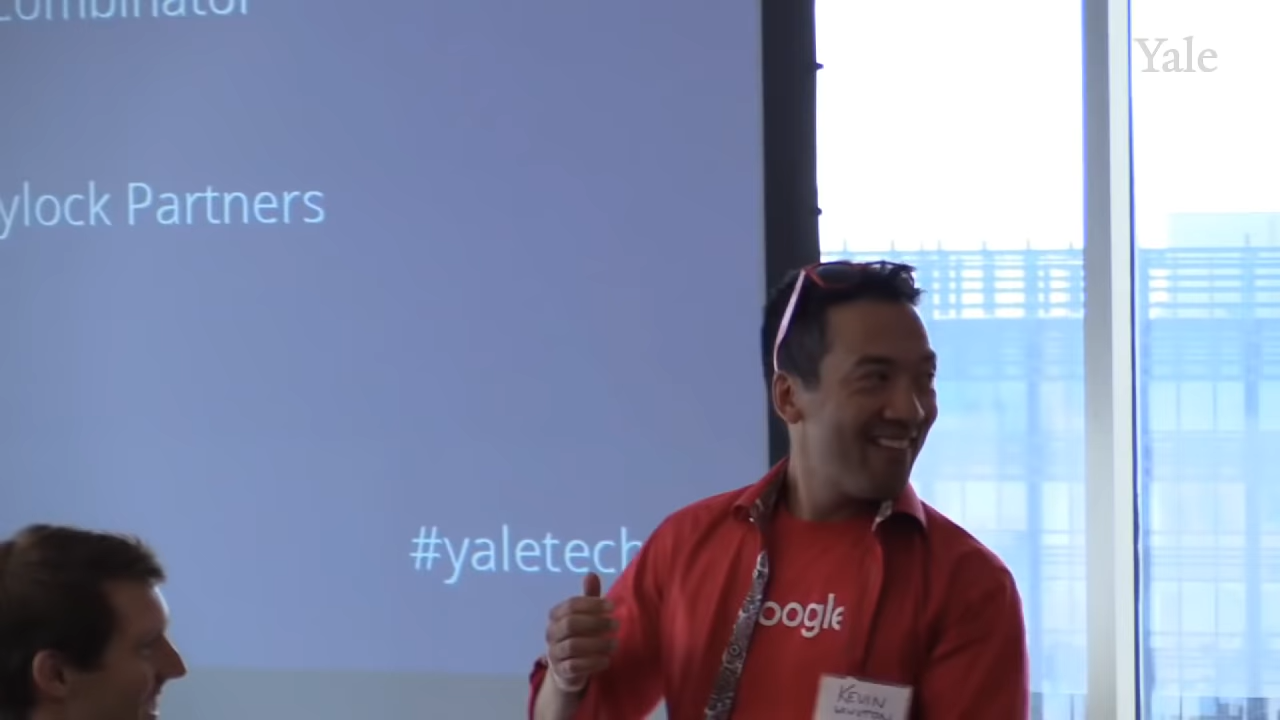 Combinator
Yale
ylock Partners
#yaletech
oogle
KEVIN